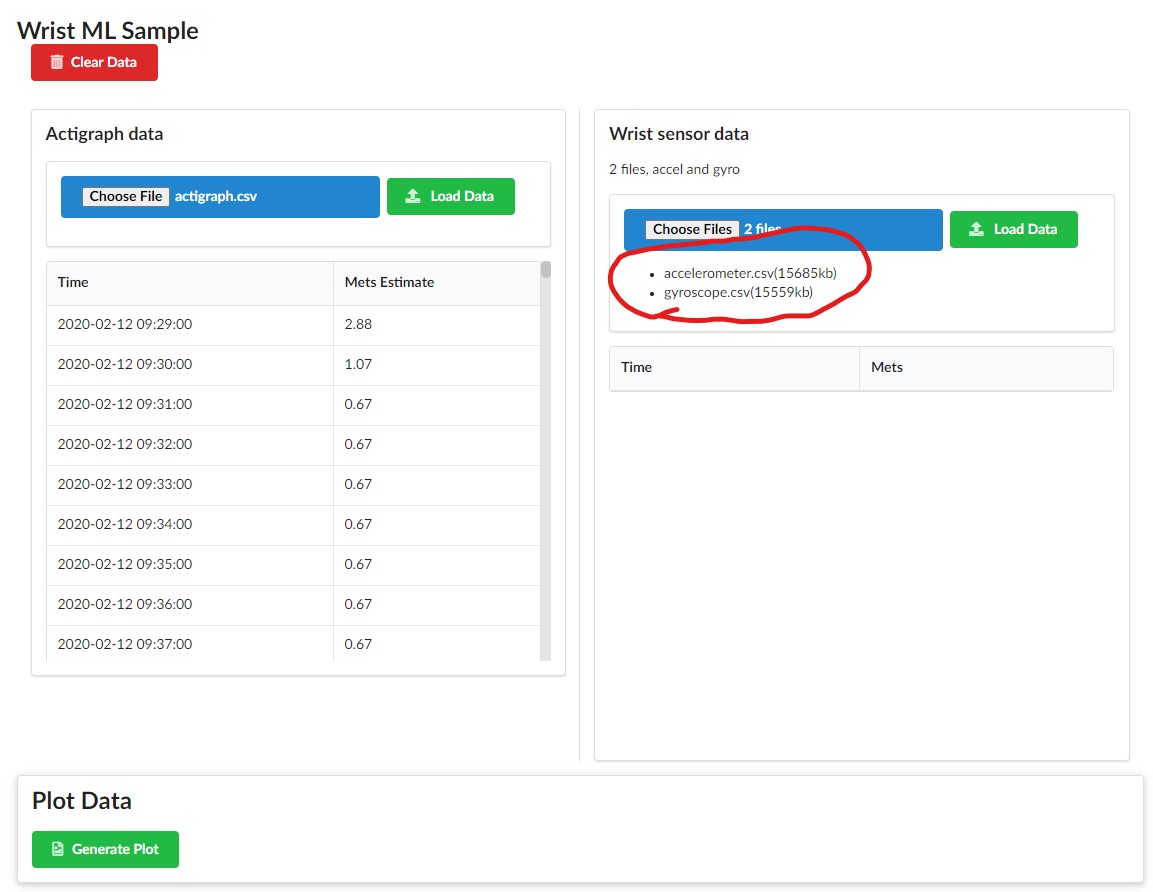 Wrist ML Sample
Clear Data
Actigraph data
Choose File actigraph.csv
Load Data
Time Mets Estimate
2020-02-12 09:29:00 2.88
2020-02-12 09:30:00 1.07
2020-02-12 09:31:00 0.67
2020-02-12 09:32:00 0.67
2020-02-12 09:33:00 0.67
2020-02-12 09:34:00 0.67
2020-02-12 09:35:00 0.67
2020-02-12 09:36:00 0.67
2020-02-12 09:37:00 0.67
Wrist sensor data
2 files, accel and gyro
Choose Files 2 files
Load Data
accelerometer.csv(15685kb)
gyroscope.csv(15559kb)
Time Mets
Plot Data
Generate Plot